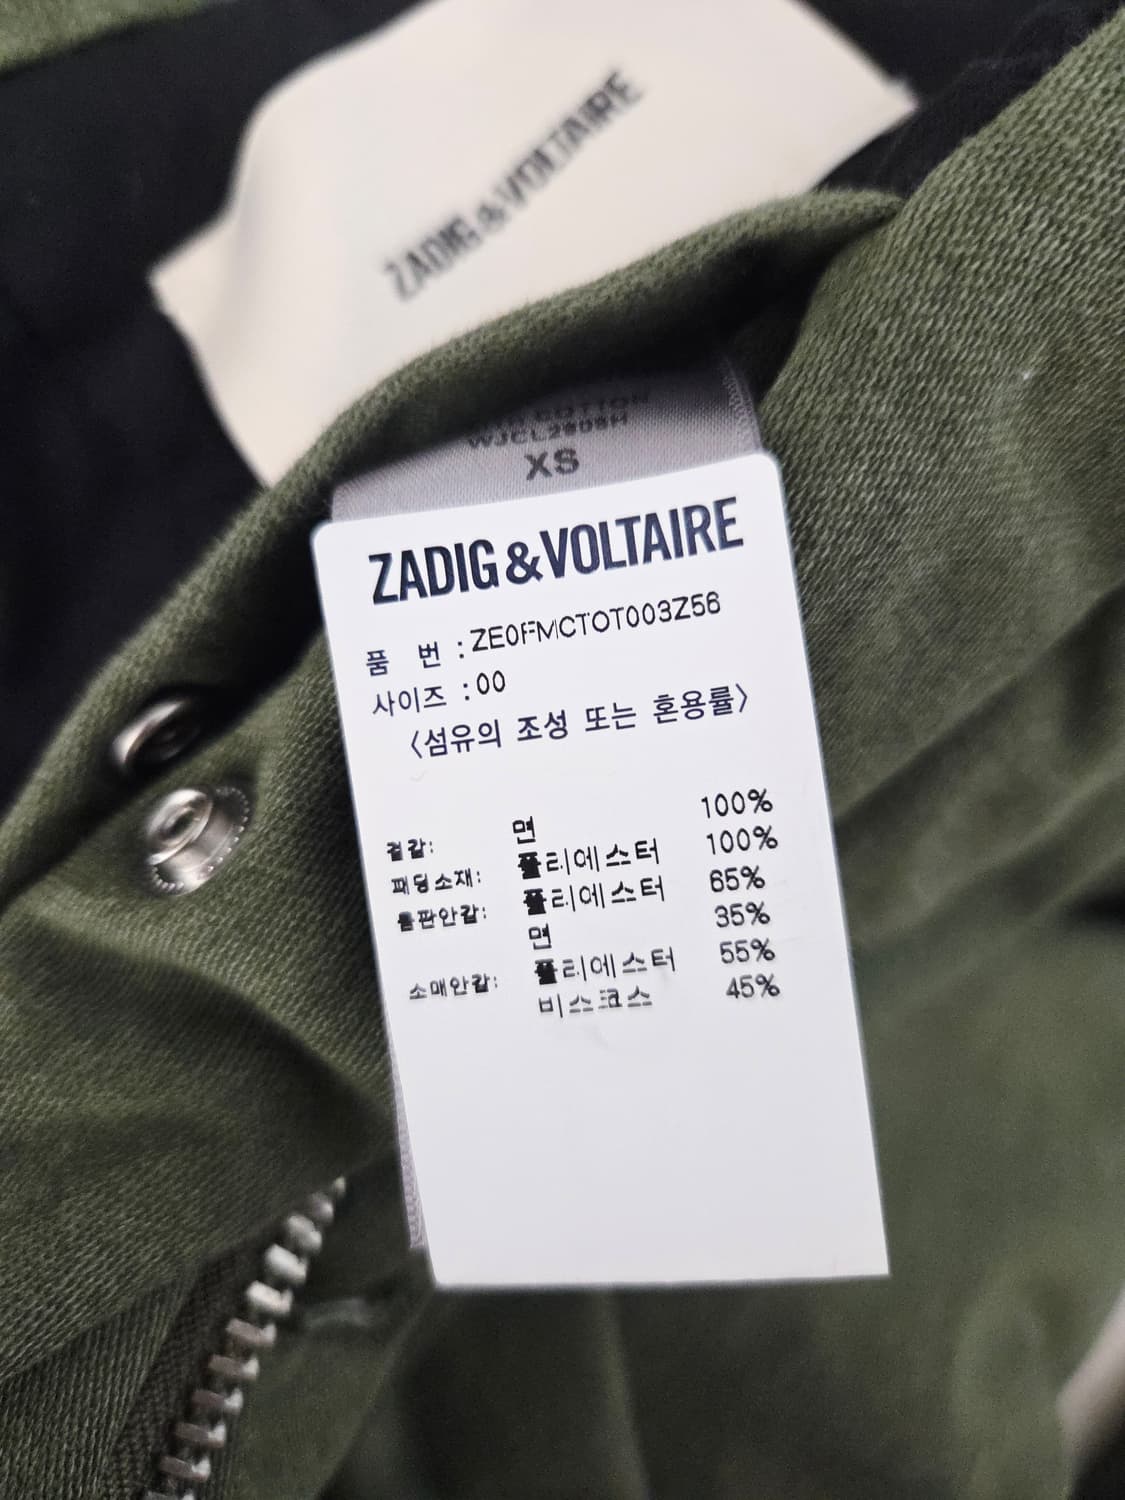 ZADIG&VOLTAIRE
COTTON
WJCL2808H
XS
ZADIG&VOLTAIRE
품 번 : ZE0FMCTOT003Z56
사이즈 : 00
〈섬유의 조성 또는 혼용률〉
겉감: 면 100%
패딩소재: 폴리에스터 100%
몸판안감: 폴리에스터 65%
면 35%
소매안감: 폴리에스터 55%
비스코스 45%